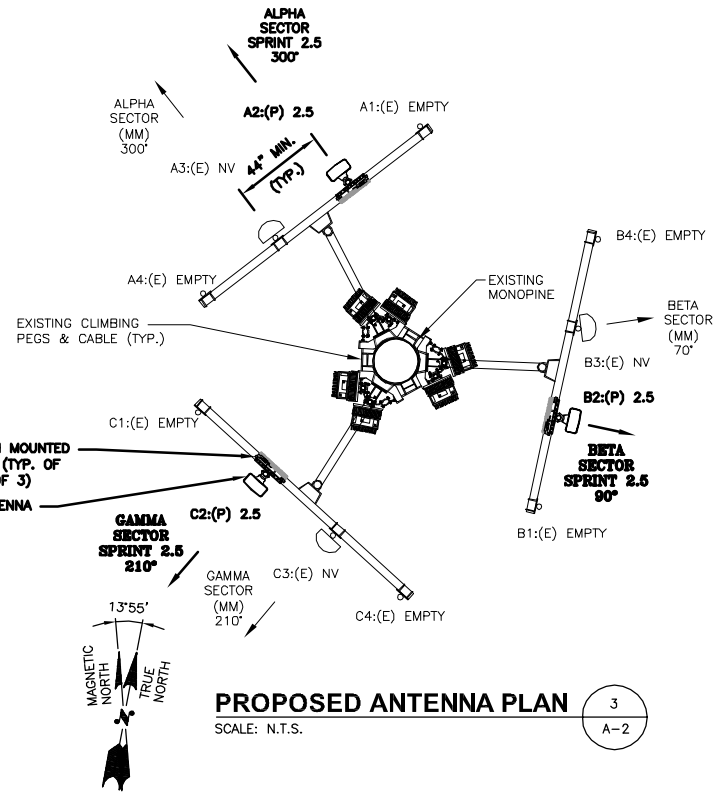 ALPHA
SECTOR
SPRINT 2.5
300°
ALPHA
SECTOR
(MM)
300°
A2:(P) 2.5
A1:(E) EMPTY
A3:(E) NV
44" MIN.
(TYP.)
A4:(E) EMPTY
B4:(E) EMPTY
EXISTING
MONOPINE
BETA
SECTOR
(MM)
70°
EXISTING CLIMBING
PEGS & CABLE (TYP.)
B3:(E) NV
B2:(P) 2.5
C1:(E) EMPTY
MOUNTED
(TYP. OF
OF 3)
BETA
SECTOR
SPRINT 2.5
90°
C2:(P) 2.5
GAMMA
SECTOR
SPRINT 2.5
210°
B1:(E) EMPTY
C3:(E) NV
GAMMA
SECTOR
(MM)
210°
C4:(E) EMPTY
13°55'
MAGNETIC
NORTH
TRUE
NORTH
N
PROPOSED ANTENNA PLAN
SCALE: N.T.S.
3
A-2